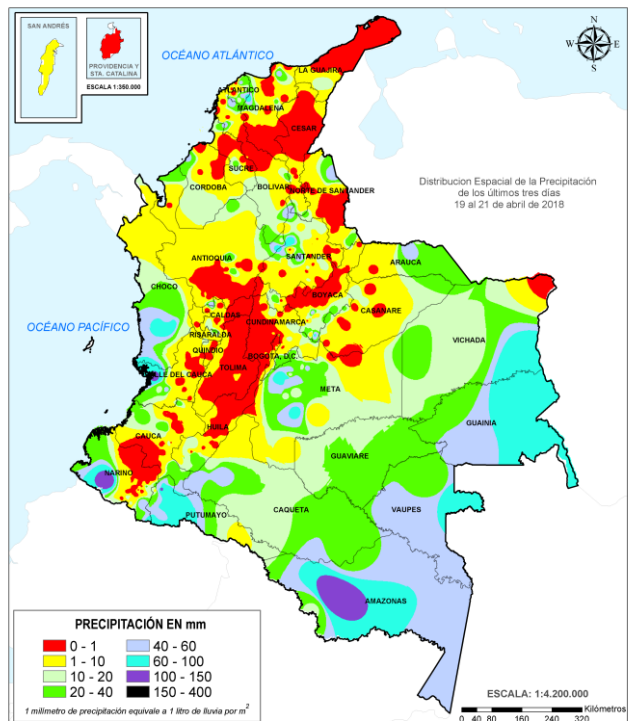 SAN ANDRÉS
PROVIDENCIA Y
STA. CATALINA
ESCALA 1:350.000
OCÉANO ATLÁNTICO
N
W
E
S
LA GUAJIRA
ATLANTICO
MAGDALENA
CESAR
SUCRE
CORDOBA
BOLIVAR
NORTE DE SANTANDER
Distribucion Espacial de la Precipitación
de los últimos tres días
19 al 21 de abril de 2018
ANTIOQUIA
SANTANDER
ARAUCA
CHOCO
BOYACA
CASANARE
OCÉANO PACÍFICO
CALDAS
CUNDINAMARCA
RISARALDA
VICHADA
QUINDIO
BOGOTA, D.C.
TOLIMA
VALLE DEL CAUCA
META
GUAINIA
HUILA
CAUCA
GUAVIARE
NARIÑO
PUTUMAYO
CAQUETA
VAUPES
AMAZONAS
PRECIPITACIÓN EN mm
0 - 1
40 - 60
1 - 10
60 - 100
10 - 20
100 - 150
20 - 40
150 - 400
1 milimetro de precipitación equivale a 1 litro de lluvia por m²
ESCALA: 1:4.200.000
Kilómetros
0 40 80 160 240 320